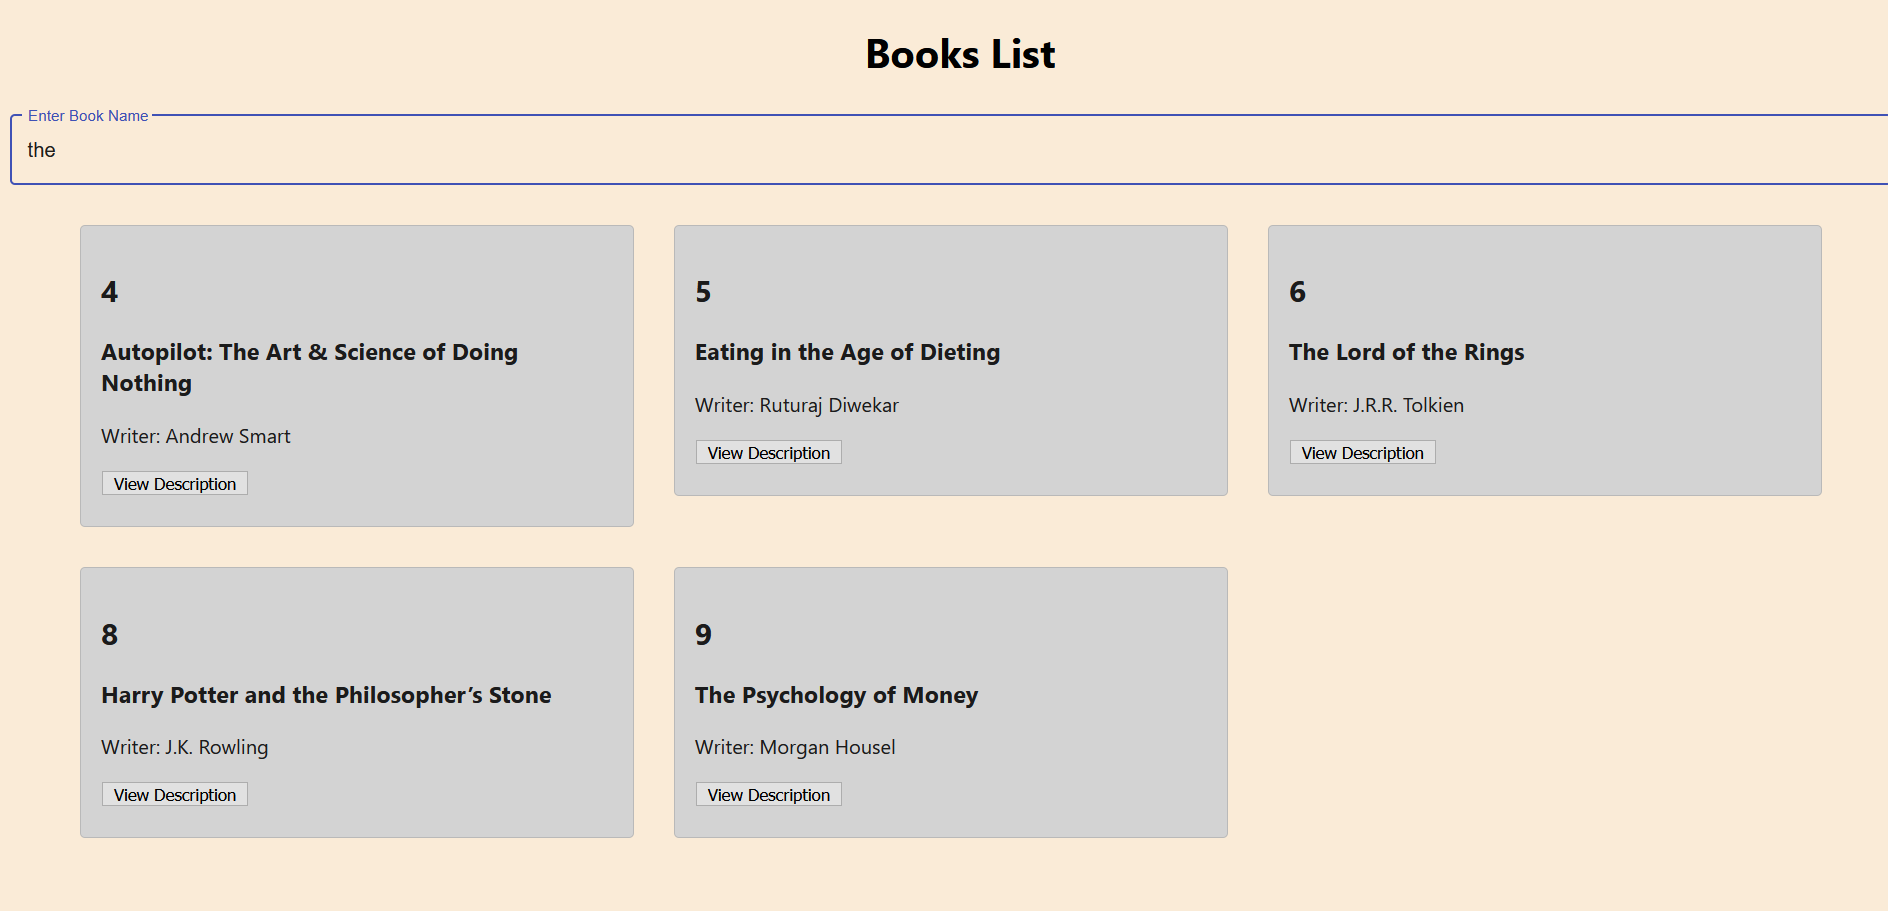 Books List
Enter Book Name
the
4
Autopilot: The Art & Science of Doing
Nothing
Writer: Andrew Smart
View Description
5
Eating in the Age of Dieting
Writer: Ruturaj Diwekar
View Description
6
The Lord of the Rings
Writer: J.R.R. Tolkien
View Description
8
Harry Potter and the Philosopher’s Stone
Writer: J.K. Rowling
View Description
9
The Psychology of Money
Writer: Morgan Housel
View Description